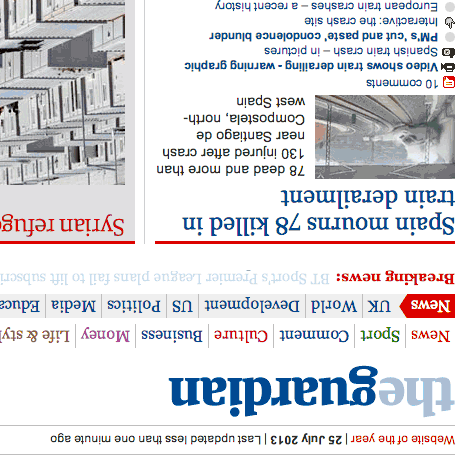 Website of the year | 25 July 2013 | Last updated less than one minute ago
theguardian
News Sport Comment Culture Business Money Life & style
News UK World Development US Politics Media Educa
Breaking news: BT Sport's Premier League plans fail to lift subscri
Spain mourns 78 killed in
train derailment
78 dead and more than
130 injured after crash
near Santiago de
Compostela, north-
west Spain
10 comments
Video shows train derailing - warning graphic
Spanish train crash – in pictures
PM's 'cut and paste' condolence blunder
Interactive: the crash site
European train crashes – a recent history
Syrian refuge